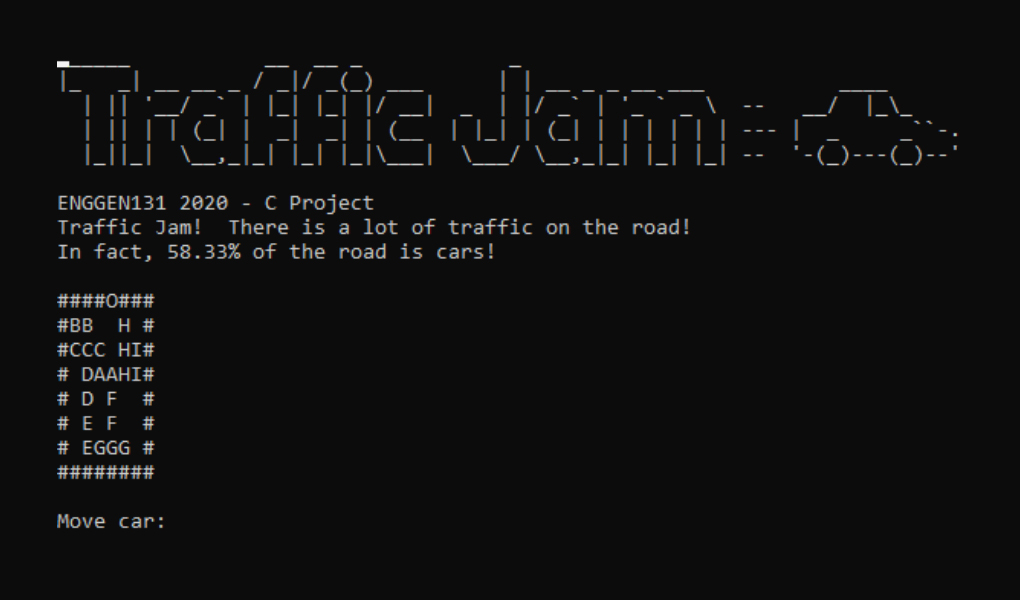 Traffic Jam
ENGGEN131 2020 - C Project
Traffic Jam!  There is a lot of traffic on the road!
In fact, 58.33% of the road is cars!
####O###
#BB  H #
#CCC HI#
# DAAHI#
# D F  #
# E F  #
# EGGG #
########
Move car: